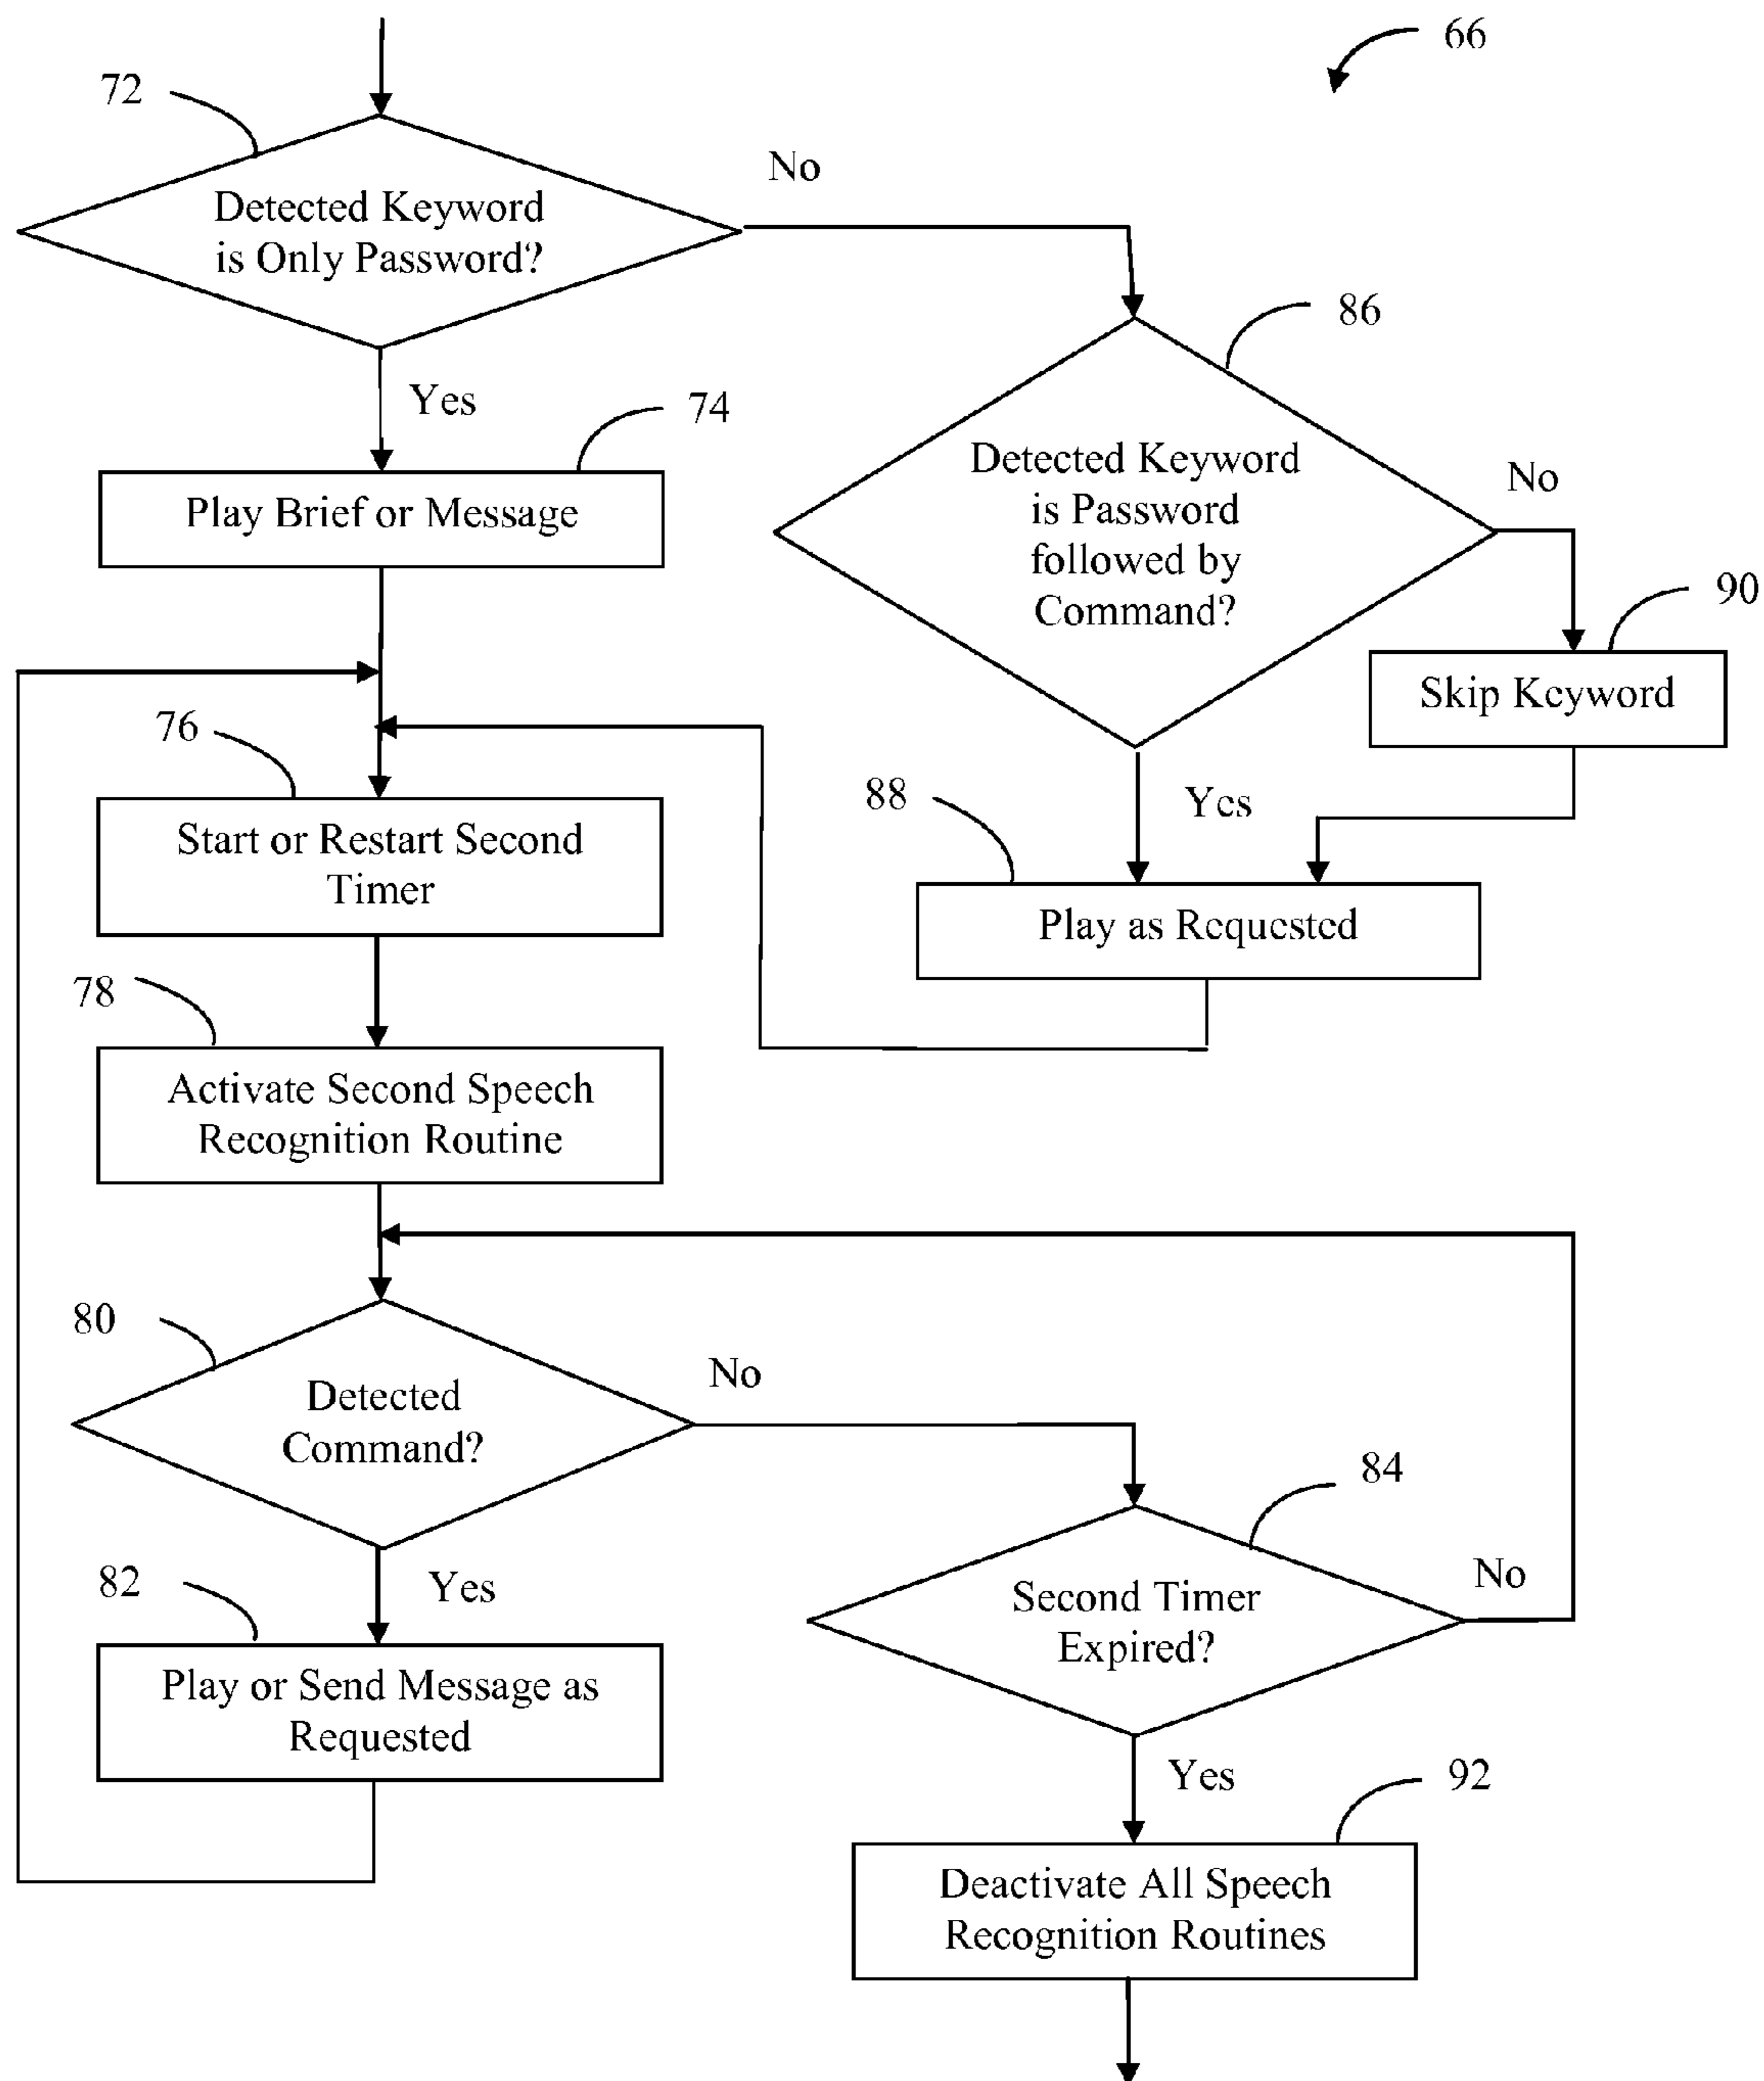 66
72
Detected Keyword
is Only Password?
No
Yes
86
74
Play Brief or Message
Detected Keyword
is Password
followed by
Command?
No
90
Skip Keyword
76
Start or Restart Second
Timer
Yes
88
Play as Requested
78
Activate Second Speech
Recognition Routine
80
Detected
Command?
No
84
Second Timer
Expired?
No
82
Yes
Play or Send Message as
Requested
Yes
92
Deactivate All Speech
Recognition Routines